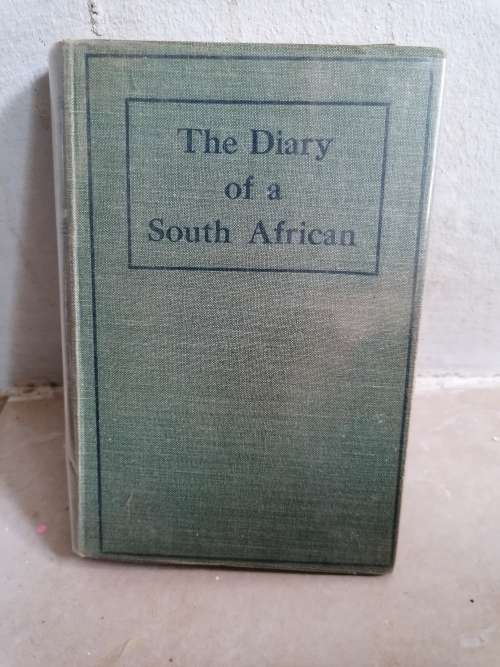 The Diary
of a
South African